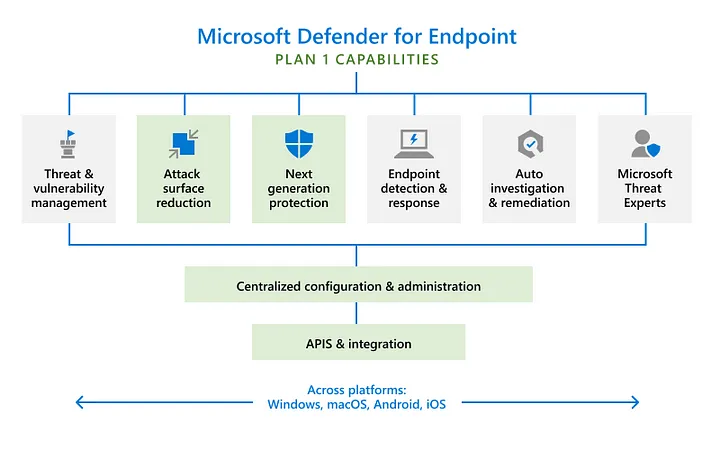 Microsoft Defender for Endpoint
PLAN 1 CAPABILITIES
Threat &
vulnerability
management
Attack
surface
reduction
Next
generation
protection
Endpoint
detection &
response
Auto
investigation
& remediation
Microsoft
Threat
Experts
Centralized configuration & administration
APIS & integration
Across platforms:
Windows, macOS, Android, iOS